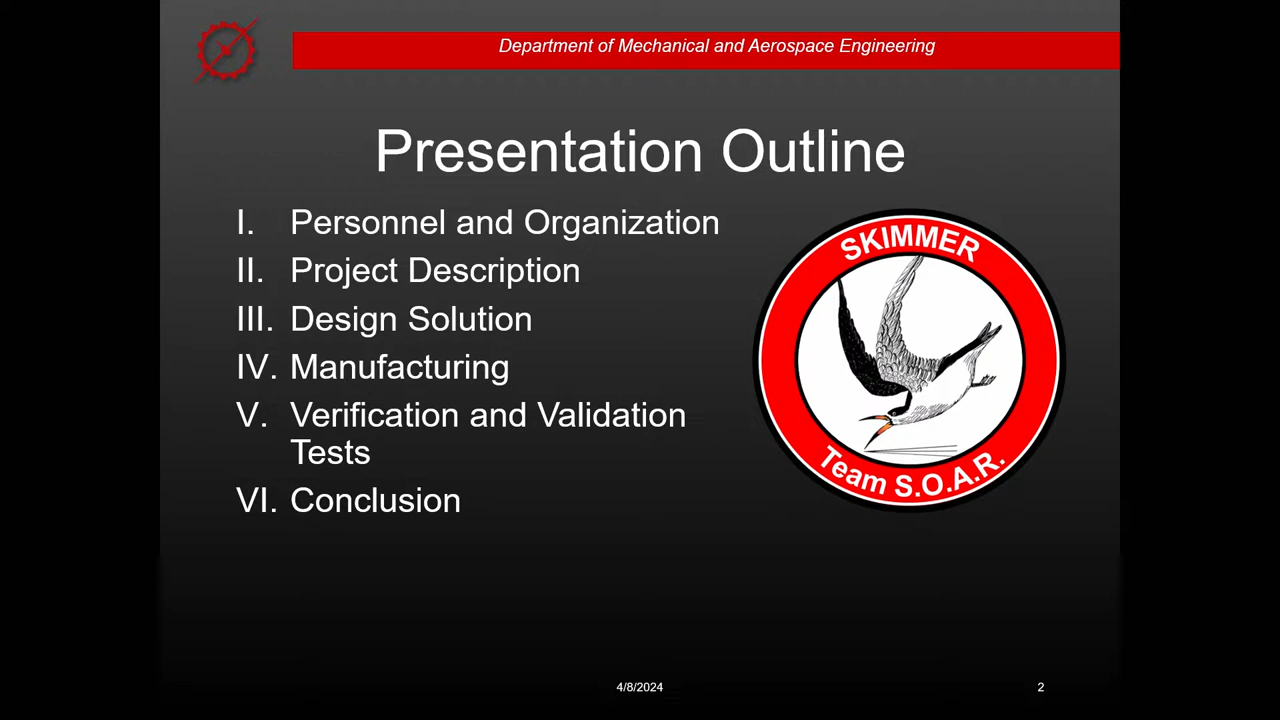 Department of Mechanical and Aerospace Engineering
Presentation Outline
I. Personnel and Organization
II. Project Description
III. Design Solution
IV. Manufacturing
V. Verification and Validation
Tests
VI. Conclusion
SKIMMER
Team S.O.A.R.
4/8/2024
2